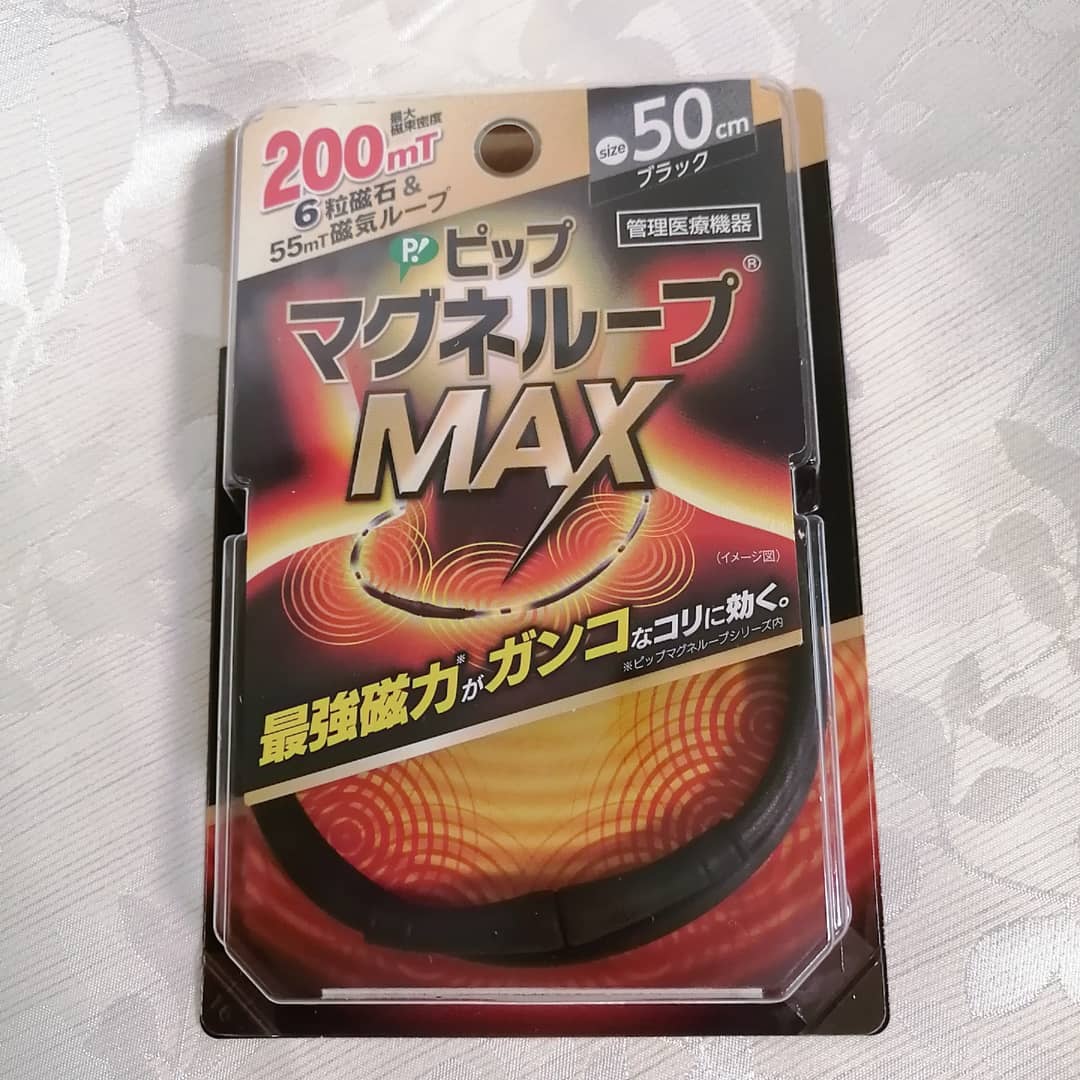 最大
磁束密度
200mT
6粒磁石&
55mT磁気ループ
size 50cm
ブラック
管理医療機器
P! ピップ
マグネループ®
MAX
(イメージ図)
最強磁力※がガンコなコリに効く。
※ピップマグネループシリーズ内